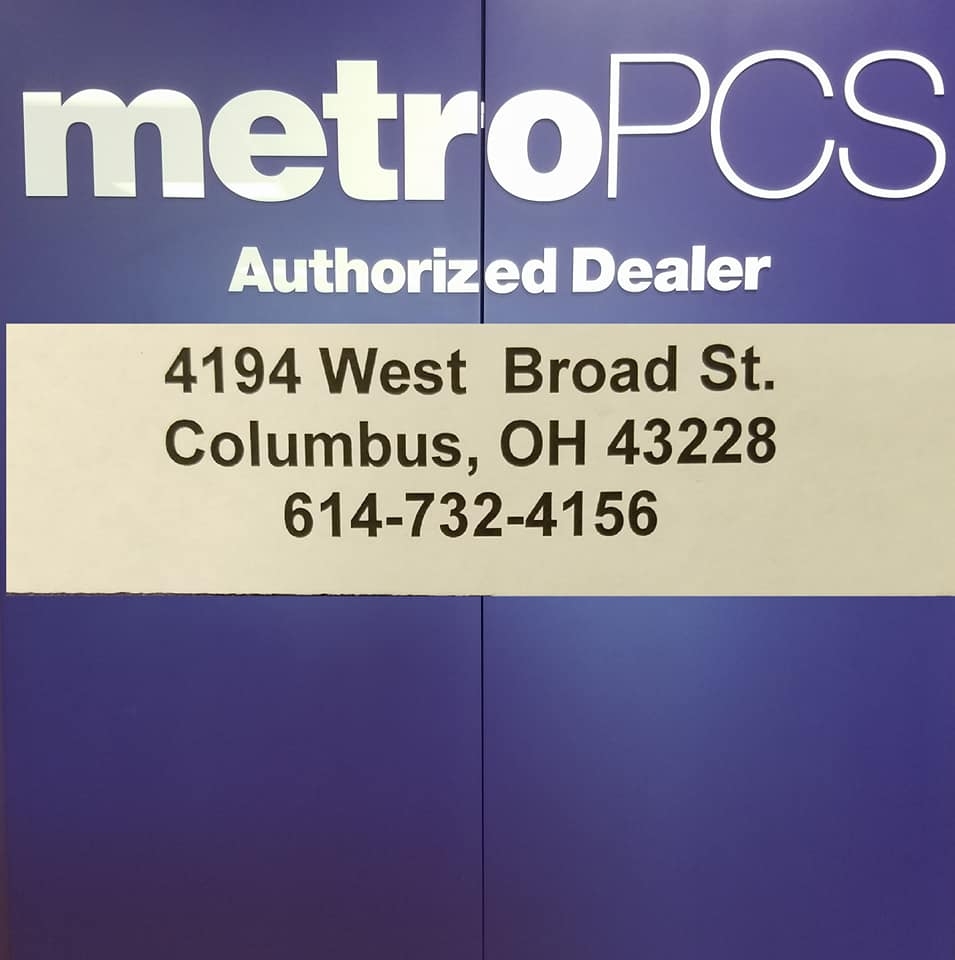 metroPCS
Authorized Dealer
4194 West Broad St.
Columbus, OH 43228
614-732-4156